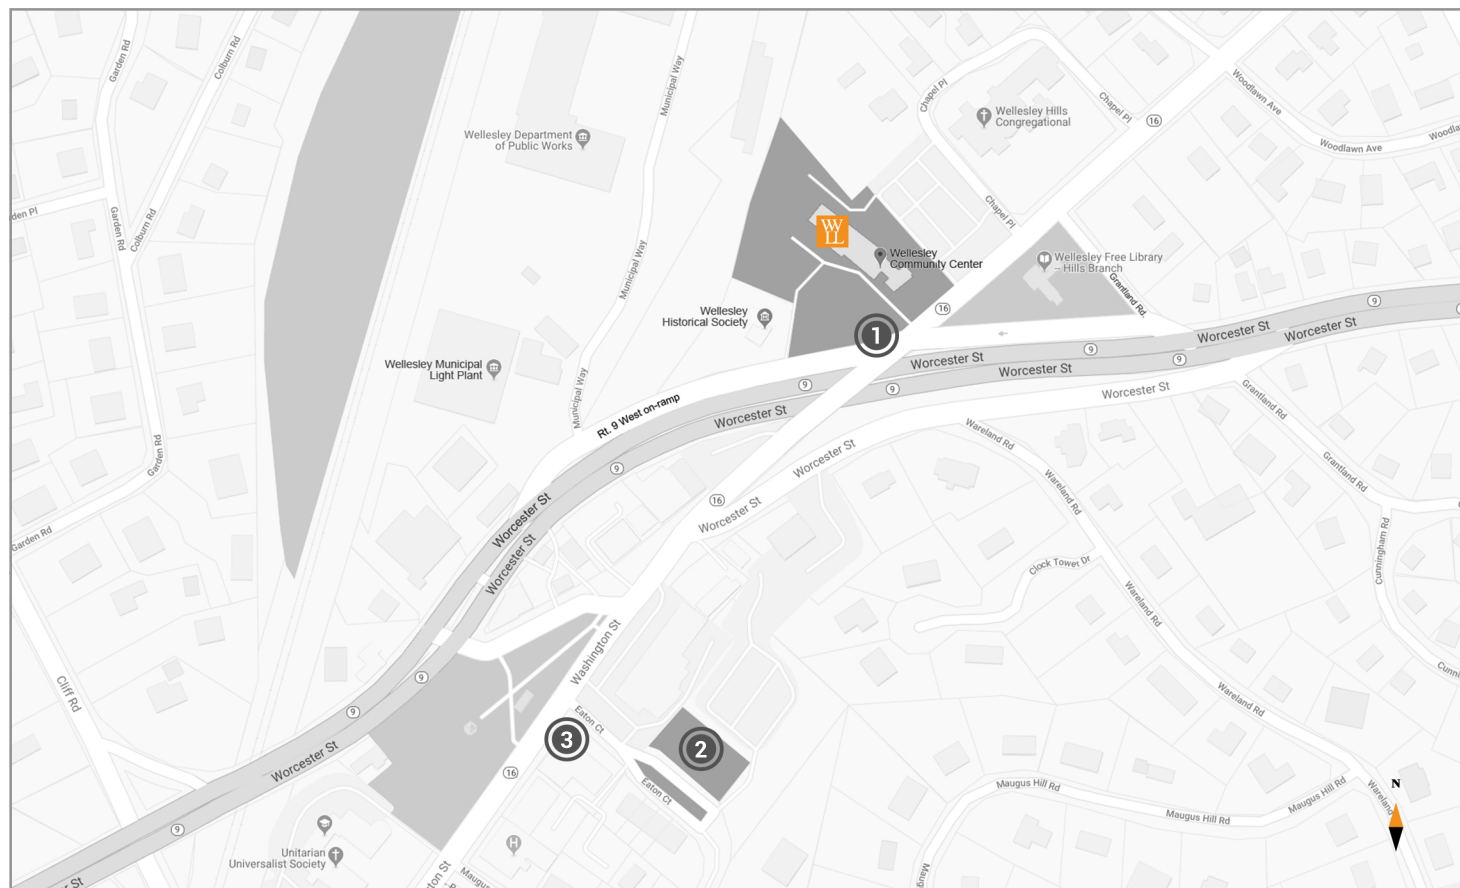 Garden Rd
Colburn Rd
Municipal Way
Chapel Pl
Wellesley Hills
Congregational
Chapel Pl
16
Woodlawn Ave
Woodlawn Ave
Wellesley Department
of Public Works
Garden Rd
Colburn Rd
Chapel Pl
WLL
Wellesley
Community Center
Wellesley Free Library
– Hills Branch
Municipal Way
Grantland Rd.
9
16
Wellesley
Historical Society
1
Worcester St
Worcester St
9
9
Worcester St
Worcester St
Wellesley Municipal
Light Plant
9
9
Worcester St
Municipal Way
Rt. 9 West on-ramp
Worcester St
Grantland Rd
Wareland Rd
Garden Rd
Worcester St
9
Grantland Rd
Wareland Rd
16
Worcester St
Worcester St
Garden Rd
Worcester St
Cunningham Rd
Clock Tower Dr
Wareland Rd
Washington St
9
Cliff Rd
Wareland Rd
9
Eaton Ct
3
2
Worcester St
16
Eaton Ct
Maugus Hill Rd
Maugus Hill Rd
Maugus Hill Rd
Wareland
N
9
H
Unitarian
Universalist Society